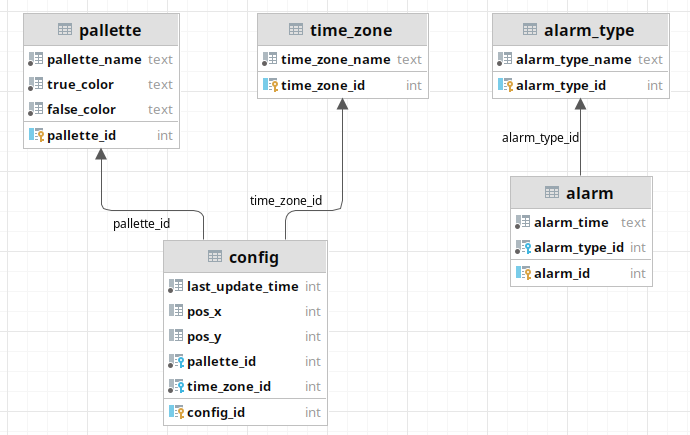 pallette
pallette_name text
true_color text
false_color text
pallette_id int
time_zone
time_zone_name text
time_zone_id int
alarm_type
alarm_type_name text
alarm_type_id int
alarm_type_id
alarm
alarm_time text
alarm_type_id int
alarm_id int
pallette_id
time_zone_id
config
last_update_time int
pos_x int
pos_y int
pallette_id int
time_zone_id int
config_id int